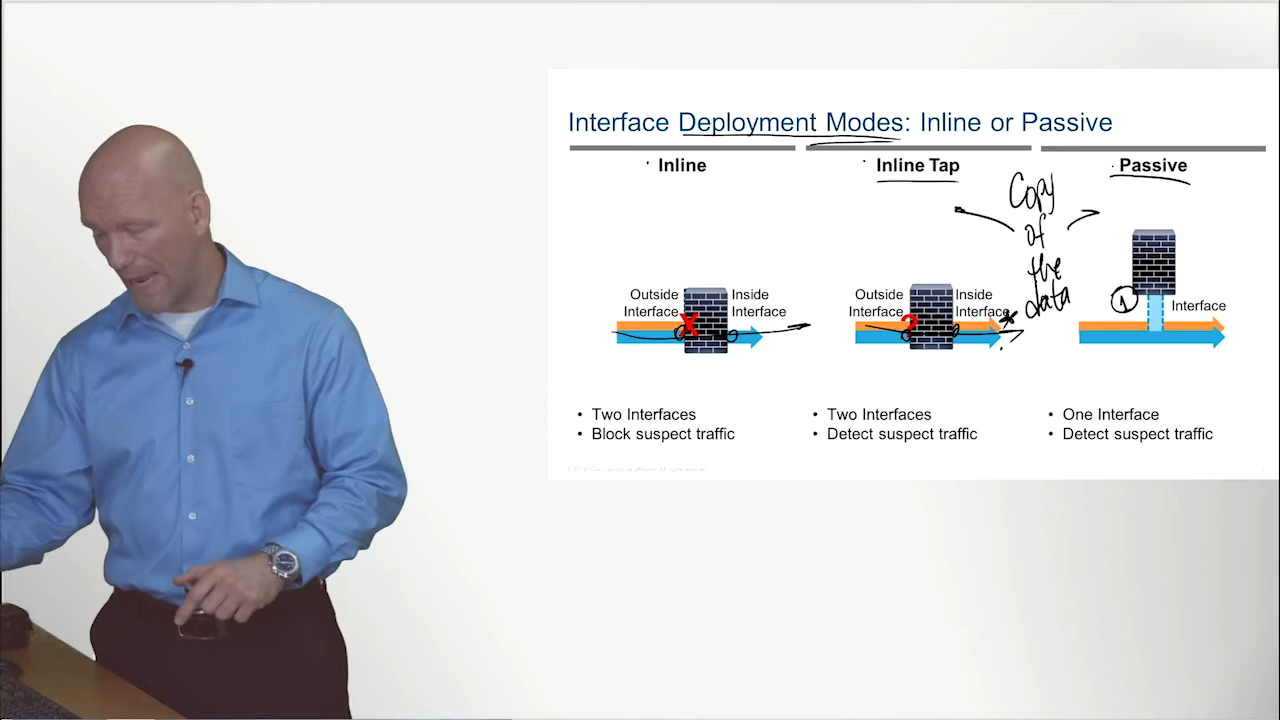 Interface Deployment Modes: Inline or Passive
Inline
Inline Tap
Passive
Copy
of
the
data
Outside
Interface
Inside
Interface
X
Outside
Interface
Inside
Interface
?
1
Interface
• Two Interfaces
• Block suspect traffic
• Two Interfaces
• Detect suspect traffic
• One Interface
• Detect suspect traffic